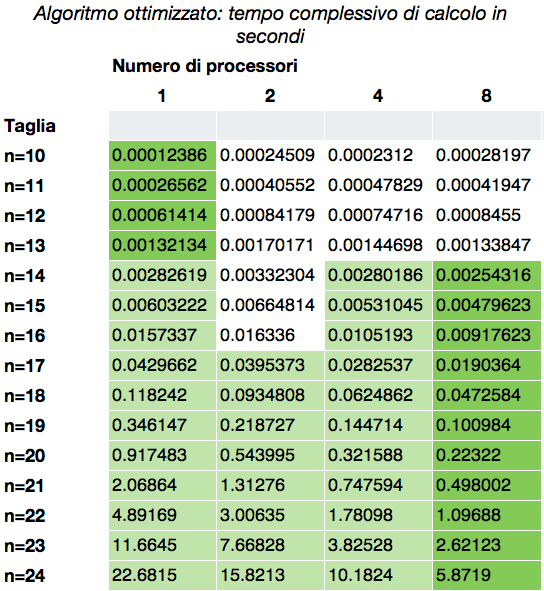 Algoritmo ottimizzato: tempo complessivo di calcolo in
secondi
Numero di processori
1 2 4 8
Taglia
n=10 0.00012386 0.00024509 0.0002312 0.00028197
n=11 0.00026562 0.00040552 0.00047829 0.00041947
n=12 0.00061414 0.00084179 0.00074716 0.0008455
n=13 0.00132134 0.00170171 0.00144698 0.00133847
n=14 0.00282619 0.00332304 0.00280186 0.00254316
n=15 0.00603222 0.00664814 0.00531045 0.00479623
n=16 0.0157337 0.016336 0.0105193 0.00917623
n=17 0.0429662 0.0395373 0.0282537 0.0190364
n=18 0.118242 0.0934808 0.0624862 0.0472584
n=19 0.346147 0.218727 0.144714 0.100984
n=20 0.917483 0.543995 0.321588 0.22322
n=21 2.06864 1.31276 0.747594 0.498002
n=22 4.89169 3.00635 1.78098 1.09688
n=23 11.6645 7.66828 3.82528 2.62123
n=24 22.6815 15.8213 10.1824 5.8719